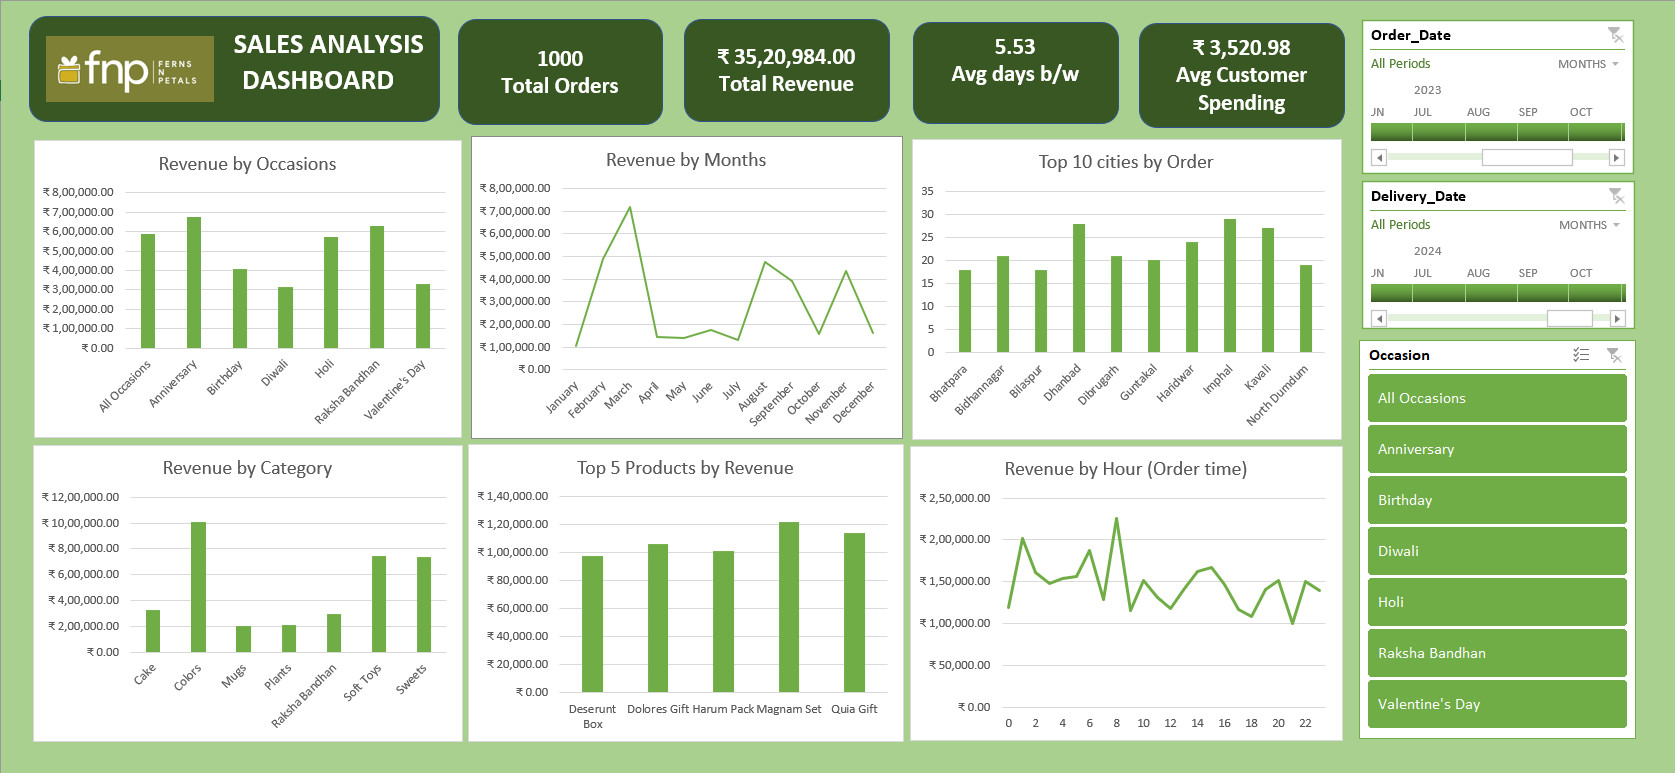 fnp
FERNS
N
PETALS
SALES ANALYSIS
DASHBOARD
1000
Total Orders
₹ 35,20,984.00
Total Revenue
5.53
Avg days b/w
₹ 3,520.98
Avg Customer
Spending
Order_Date
All Periods
MONTHS
2023
JN JUL AUG SEP OCT
Delivery_Date
All Periods
MONTHS
2024
JN JUL AUG SEP OCT
Occasion
All Occasions
Anniversary
Birthday
Diwali
Holi
Raksha Bandhan
Valentine's Day
Revenue by Occasions
₹ 8,00,000.00
₹ 7,00,000.00
₹ 6,00,000.00
₹ 5,00,000.00
₹ 4,00,000.00
₹ 3,00,000.00
₹ 2,00,000.00
₹ 1,00,000.00
₹ 0.00
All Occasions
Anniversary
Birthday
Diwali
Holi
Raksha Bandhan
Valentine's Day
Revenue by Months
₹ 8,00,000.00
₹ 7,00,000.00
₹ 6,00,000.00
₹ 5,00,000.00
₹ 4,00,000.00
₹ 3,00,000.00
₹ 2,00,000.00
₹ 1,00,000.00
₹ 0.00
January
February
March
April
May
June
July
August
September
October
November
December
Top 10 cities by Order
35
30
25
20
15
10
5
0
Bhatpara
Bidhannagar
Bilaspur
Dhanbad
Dibrugarh
Guntakal
Haridwar
Imphal
Kavali
North Dumdum
Revenue by Category
₹ 12,00,000.00
₹ 10,00,000.00
₹ 8,00,000.00
₹ 6,00,000.00
₹ 4,00,000.00
₹ 2,00,000.00
₹ 0.00
Cake
Colors
Mugs
Plants
Raksha Bandhan
Soft Toys
Sweets
Top 5 Products by Revenue
₹ 1,40,000.00
₹ 1,20,000.00
₹ 1,00,000.00
₹ 80,000.00
₹ 60,000.00
₹ 40,000.00
₹ 20,000.00
₹ 0.00
Deserunt
Box
Dolores Gift
Harum Pack
Magnam Set
Quia Gift
Revenue by Hour (Order time)
₹ 2,50,000.00
₹ 2,00,000.00
₹ 1,50,000.00
₹ 1,00,000.00
₹ 50,000.00
₹ 0.00
0 2 4 6 8 10 12 14 16 18 20 22